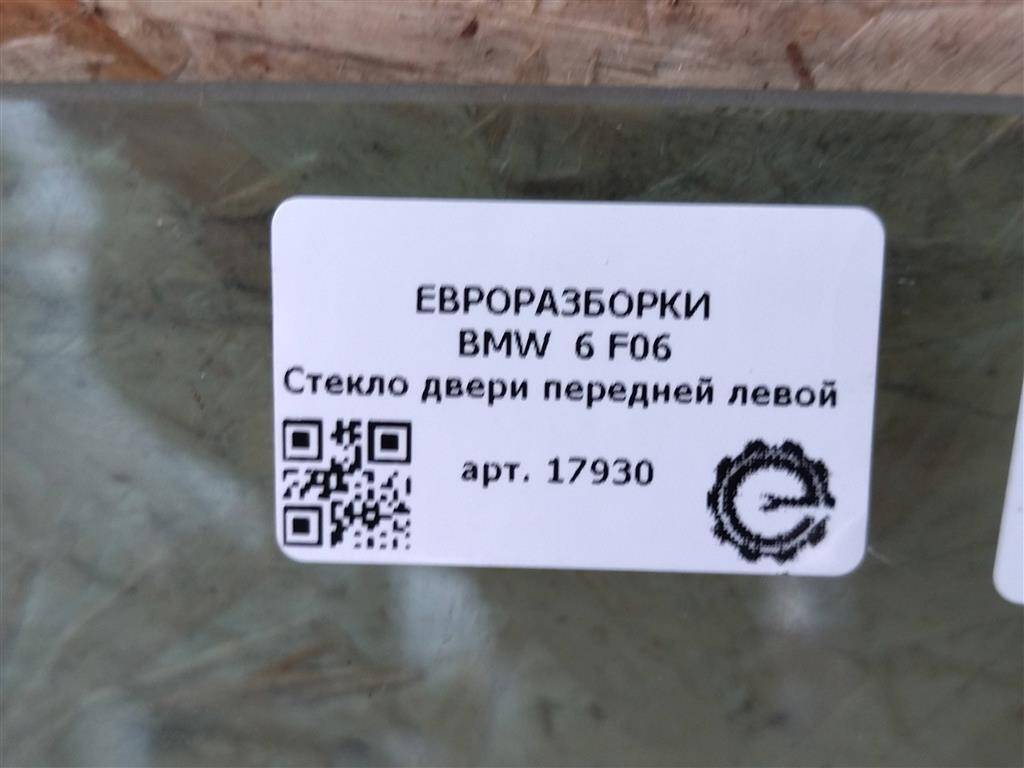 ЕВРОРАЗБОРКИ
BMW 6 F06
Стекло двери передней левой
арт. 17930